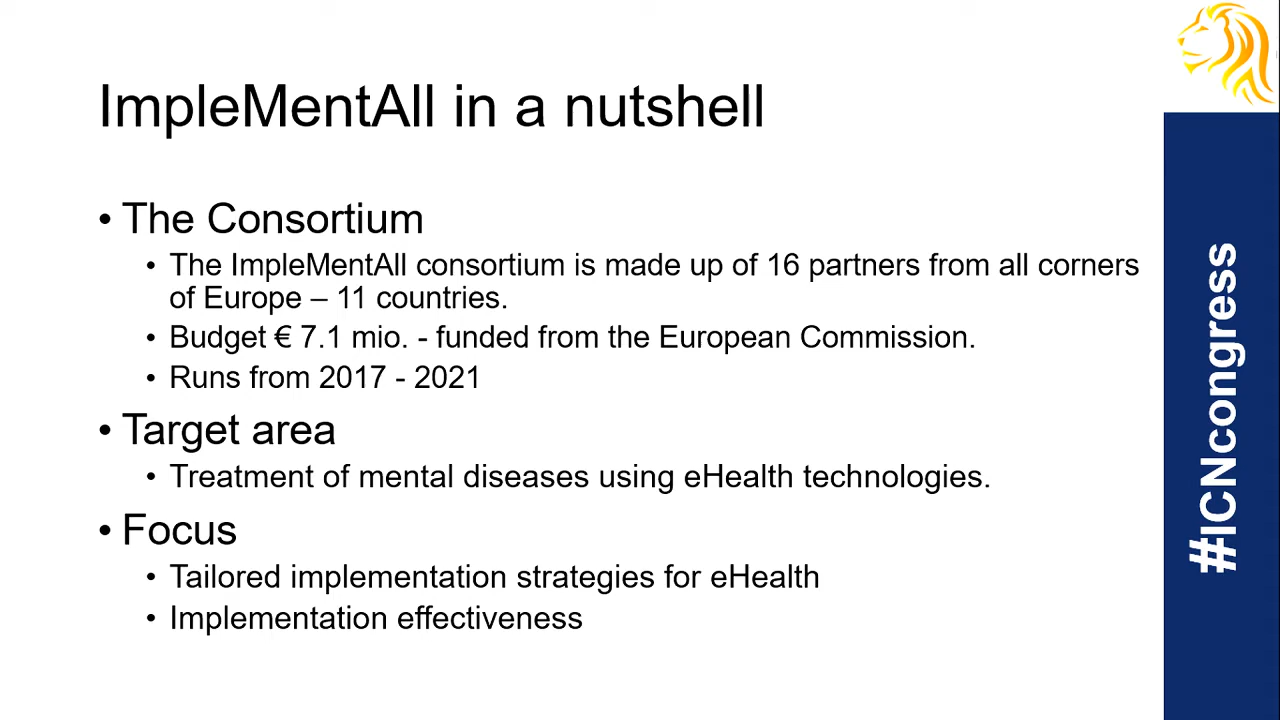 ImpleMentAll in a nutshell
• The Consortium
• The ImpleMentAll consortium is made up of 16 partners from all corners
of Europe – 11 countries.
• Budget € 7.1 mio. - funded from the European Commission.
• Runs from 2017 - 2021
• Target area
• Treatment of mental diseases using eHealth technologies.
• Focus
• Tailored implementation strategies for eHealth
• Implementation effectiveness
#ICNcongress